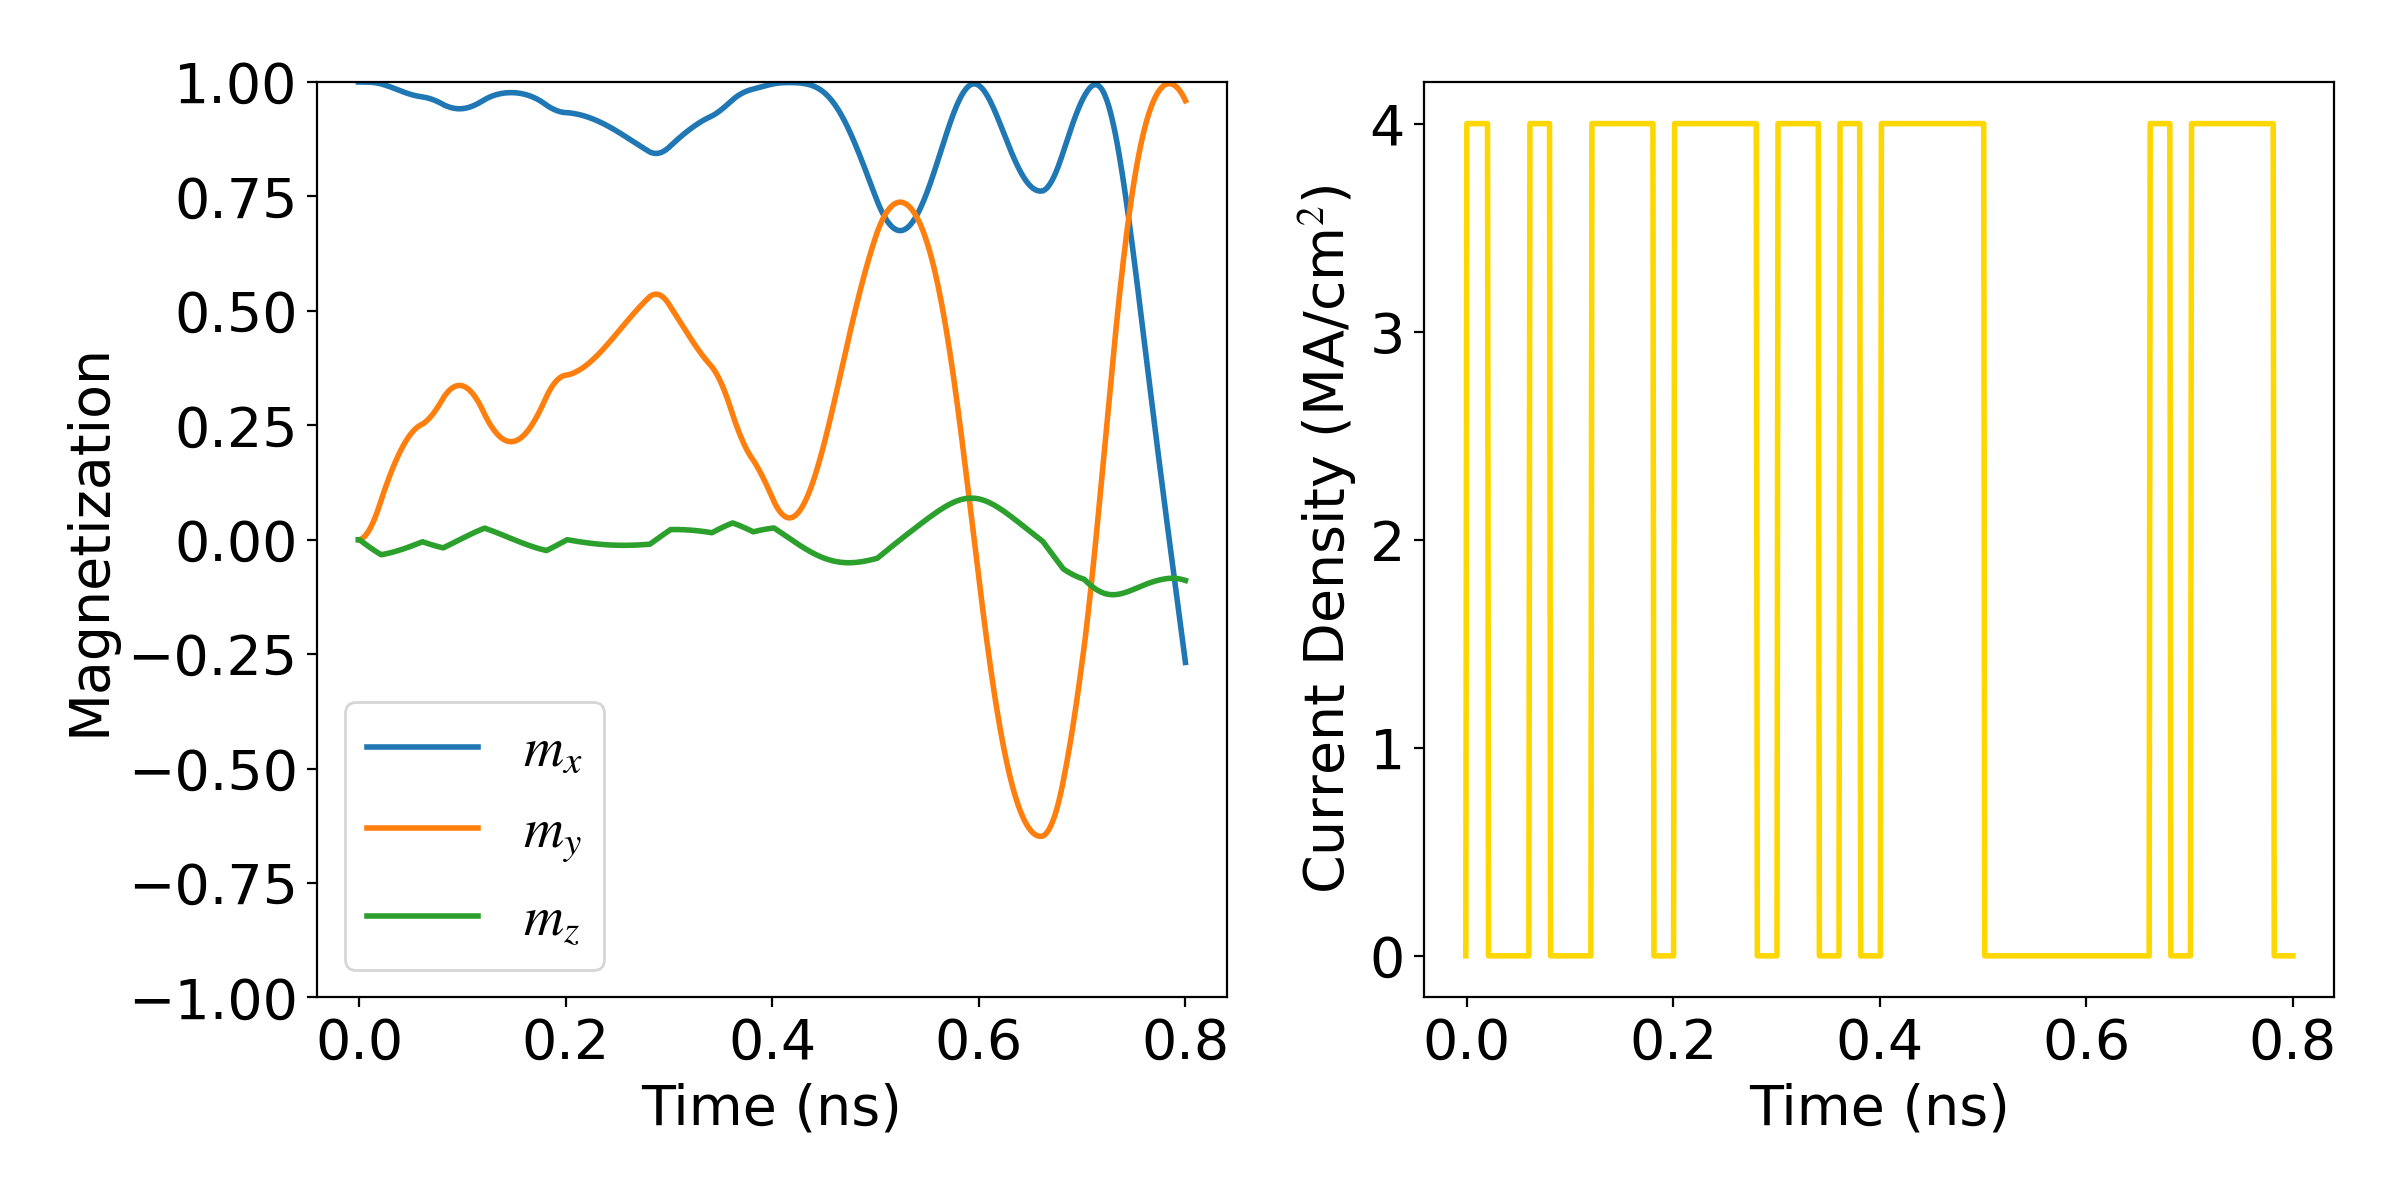 Magnetization
1.00
0.75
0.50
0.25
0.00
−0.25
−0.50
−0.75
−1.00
0.0 0.2 0.4 0.6 0.8
Time (ns)
mₓ
m_y
m_z
Current Density (MA/cm²)
4
3
2
1
0
0.0 0.2 0.4 0.6 0.8
Time (ns)